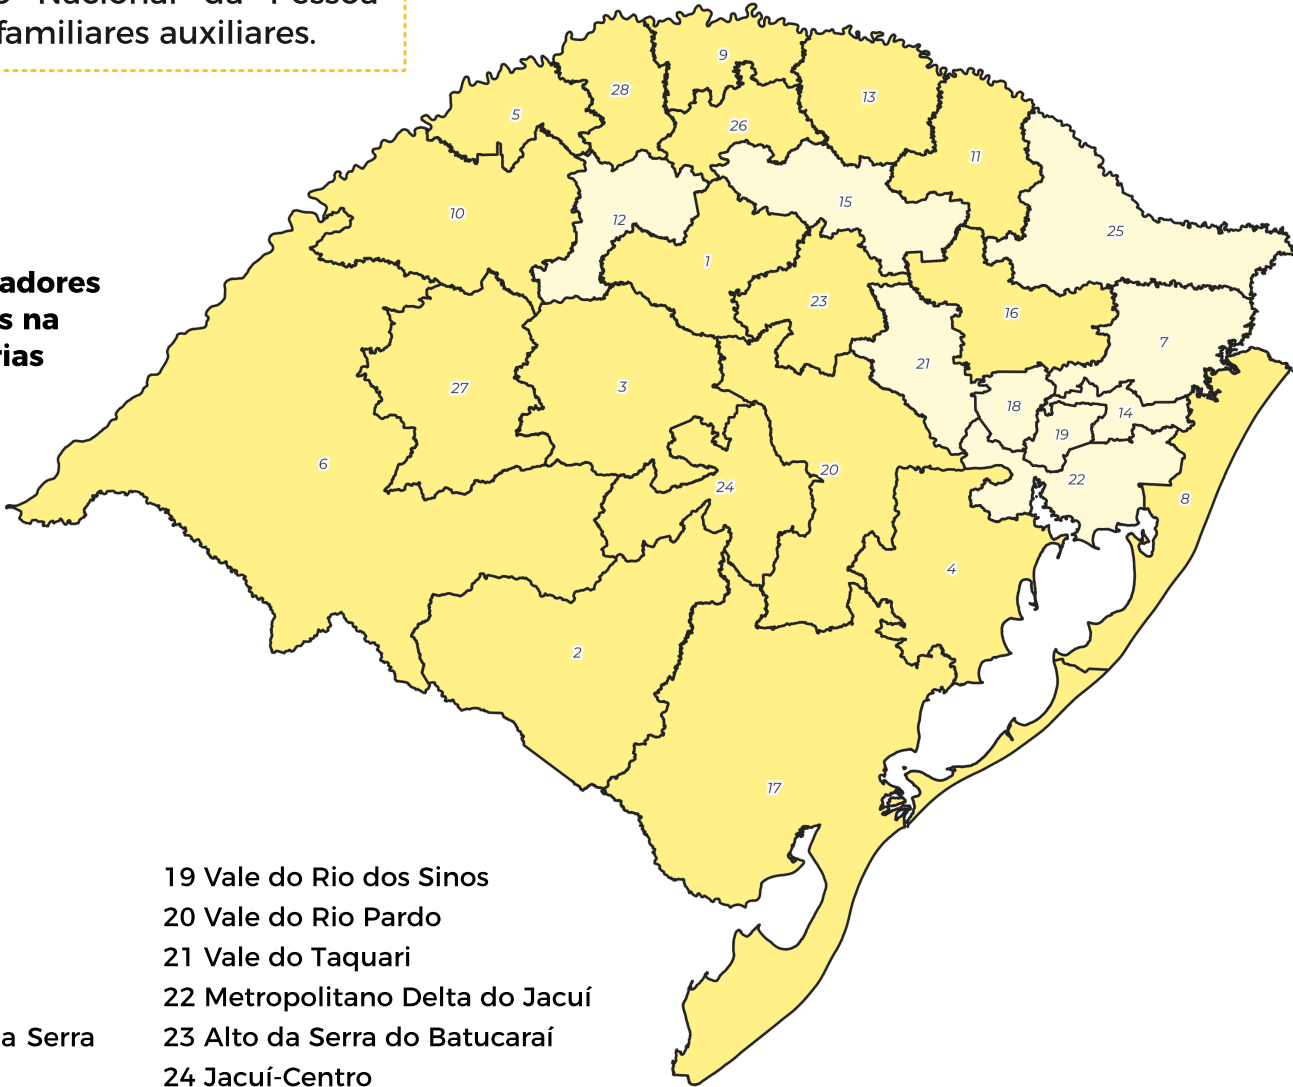 familiares auxiliares.
9
28
13
5
26
11
15
10
12
25
1
adores
23
16
s na
7
rias
21
27
3
18
14
19
6
20
22
24
8
4
2
17
19 Vale do Rio dos Sinos
20 Vale do Rio Pardo
21 Vale do Taquari
22 Metropolitano Delta do Jacuí
a Serra
23 Alto da Serra do Batucaraí
24 Jacuí-Centro